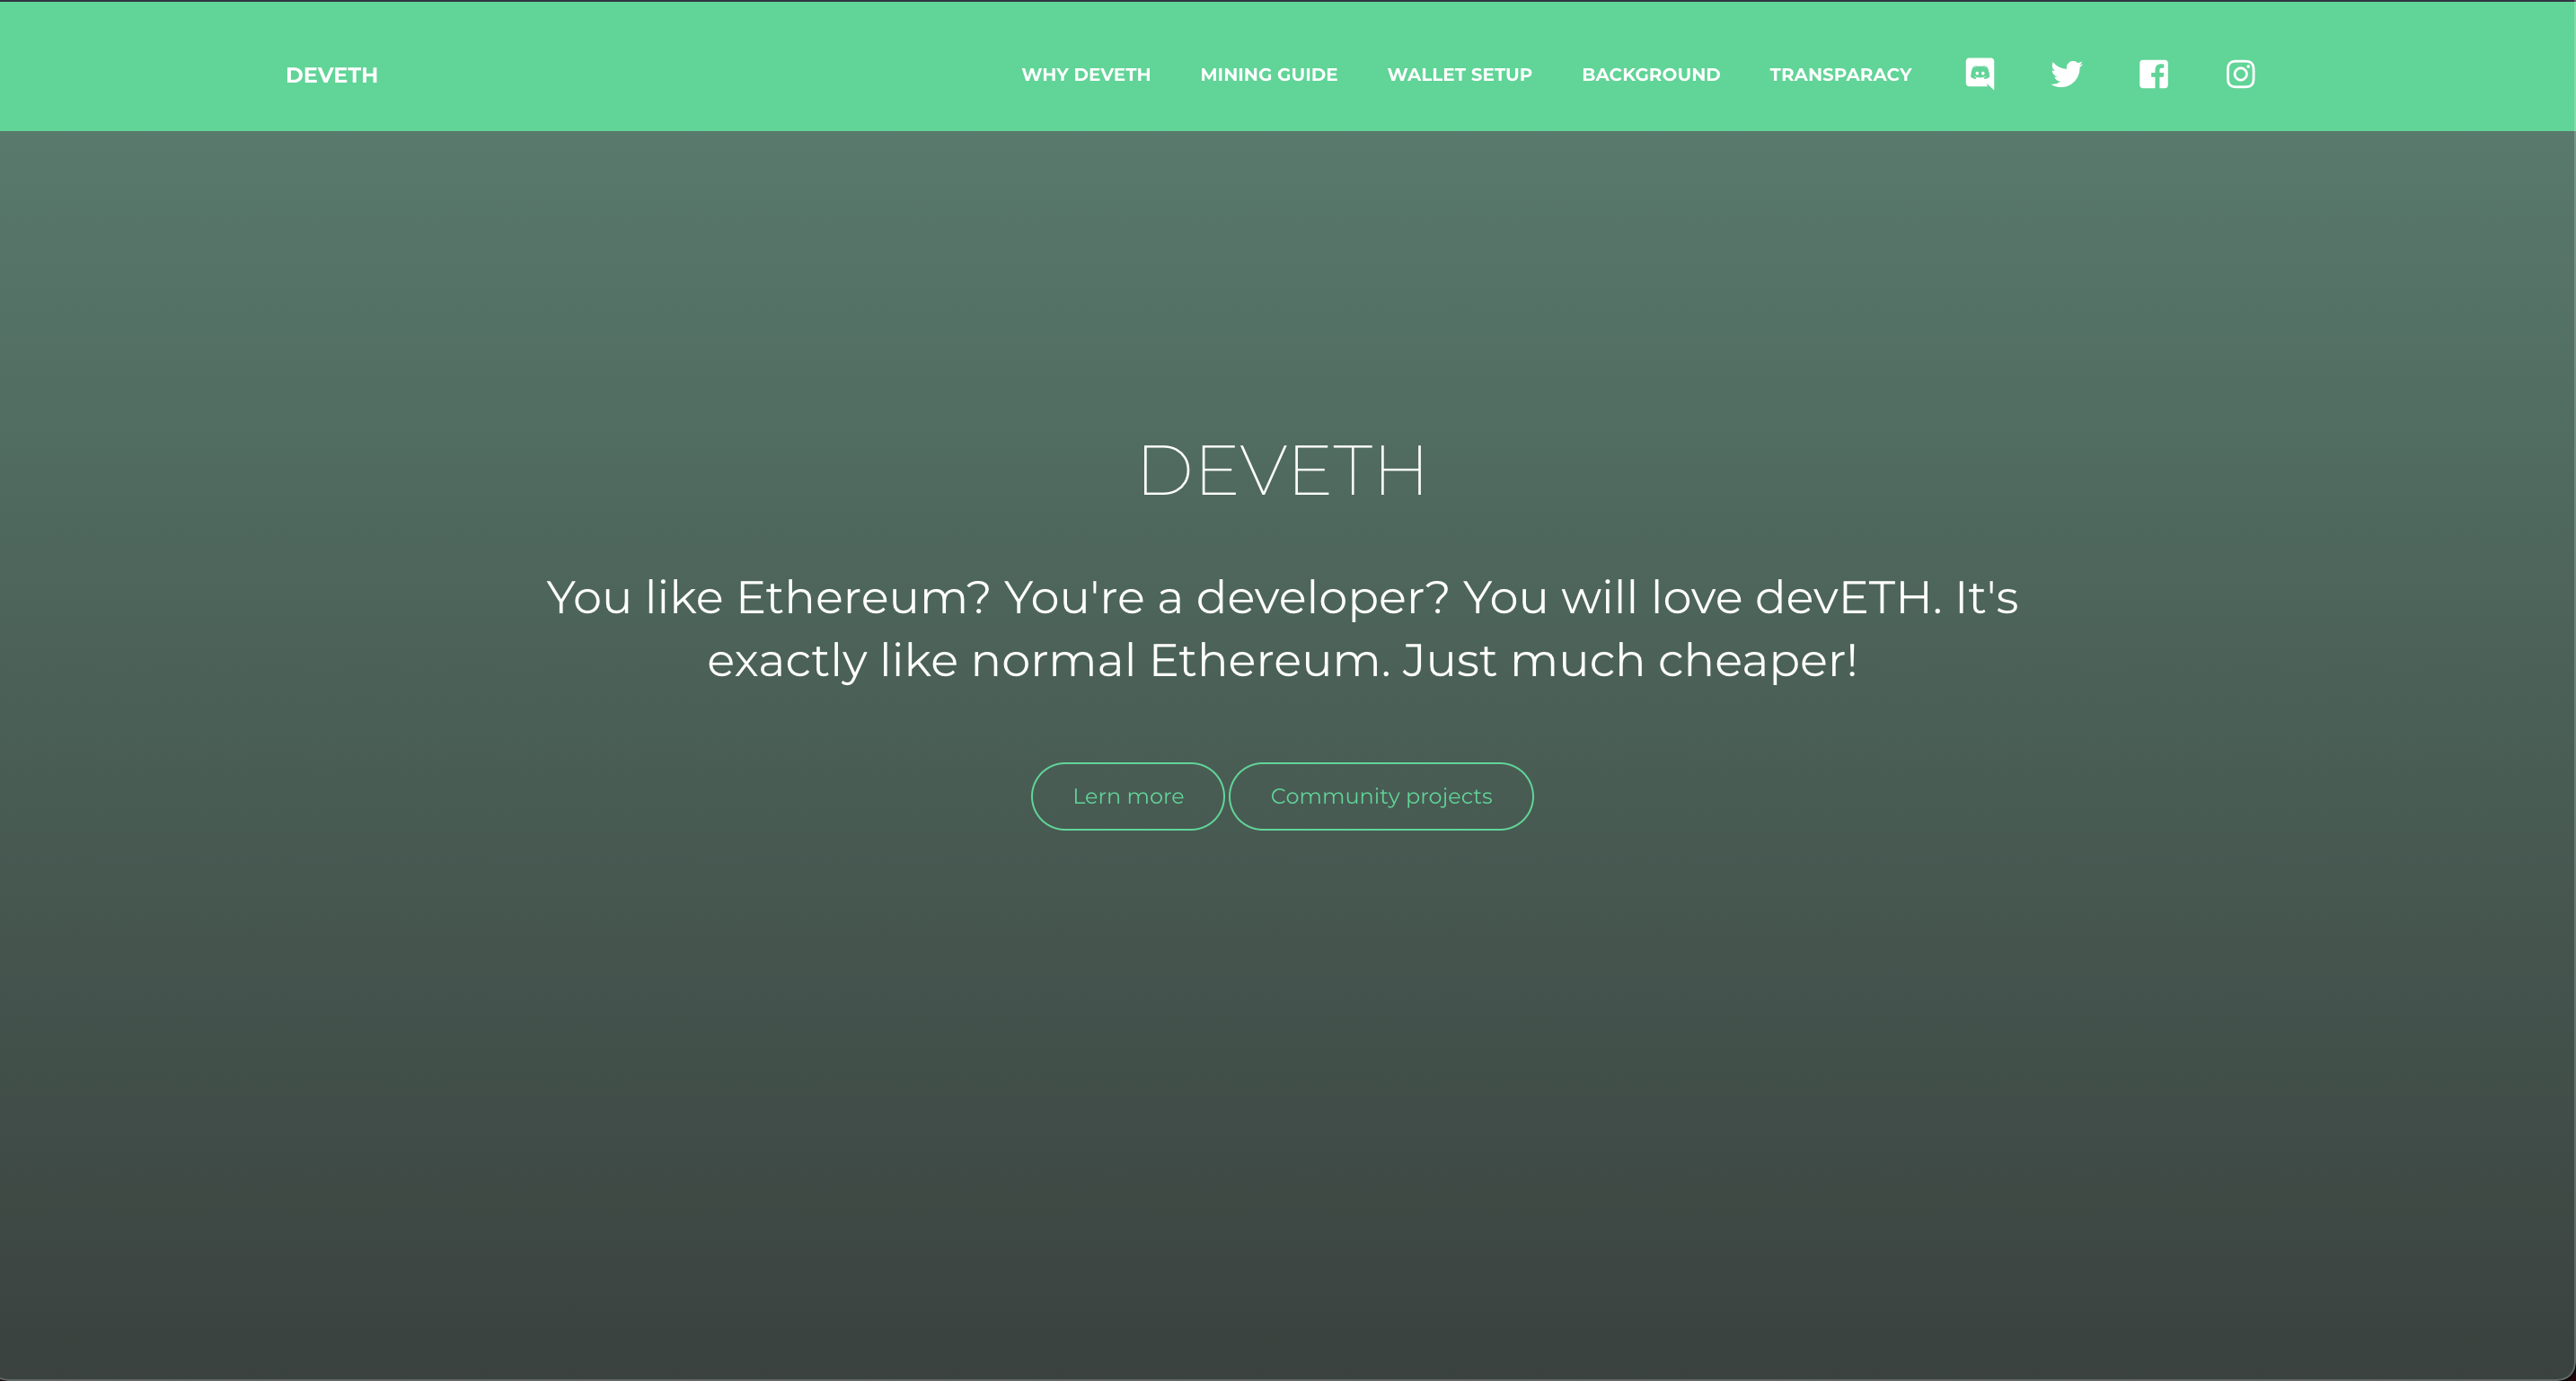 DEVETH
WHY DEVETH MINING GUIDE WALLET SETUP BACKGROUND TRANSPARACY
DEVETH
You like Ethereum? You're a developer? You will love devETH. It's
exactly like normal Ethereum. Just much cheaper!
Lern more Community projects